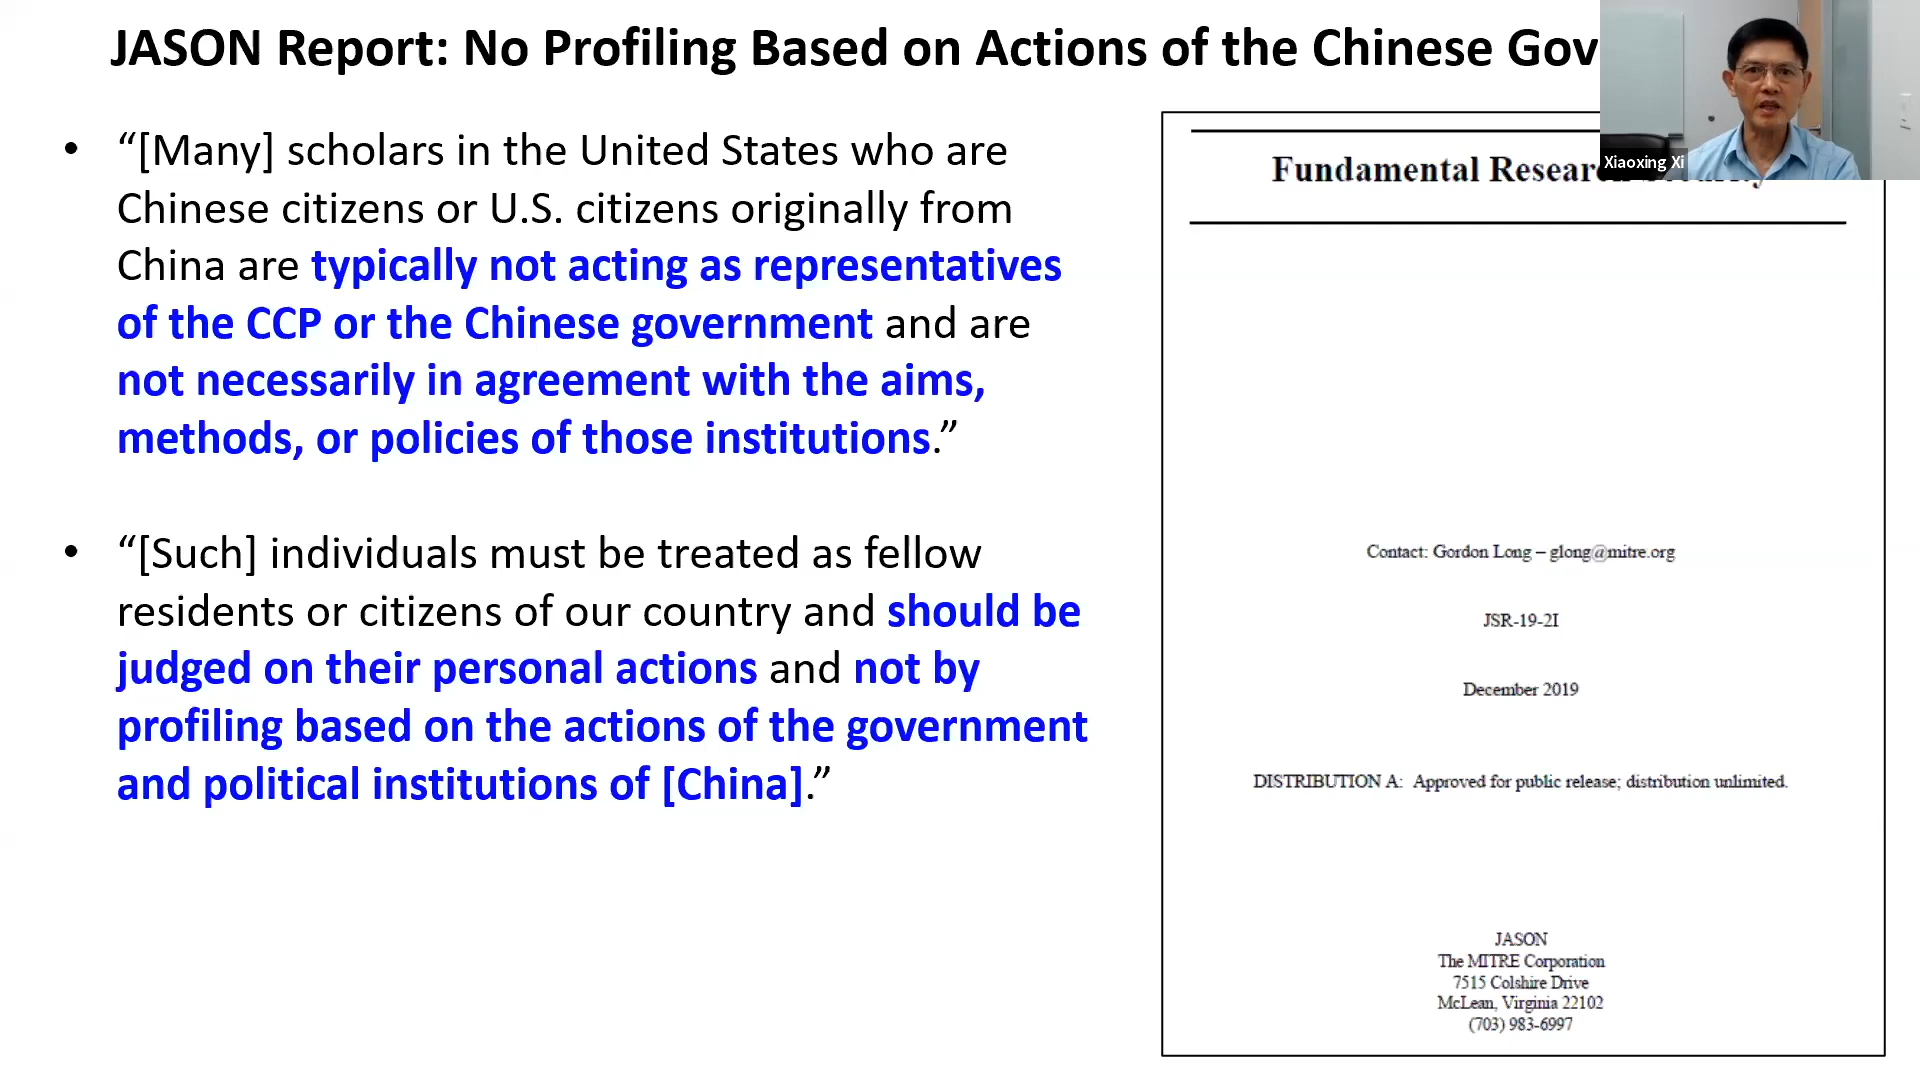 JASON Report: No Profiling Based on Actions of the Chinese Gov
• “[Many] scholars in the United States who are
Chinese citizens or U.S. citizens originally from
China are typically not acting as representatives
of the CCP or the Chinese government and are
not necessarily in agreement with the aims,
methods, or policies of those institutions.”
• “[Such] individuals must be treated as fellow
residents or citizens of our country and should be
judged on their personal actions and not by
profiling based on the actions of the government
and political institutions of [China].”
Xiaoxing Xi
Fundamental
Contact: Gordon Long – glong@mitre.org
JSR-19-2I
December 2019
DISTRIBUTION A: Approved for public release; distribution unlimited.
JASON
The MITRE Corporation
7515 Colshire Drive
McLean, Virginia 22102
(703) 983-6997